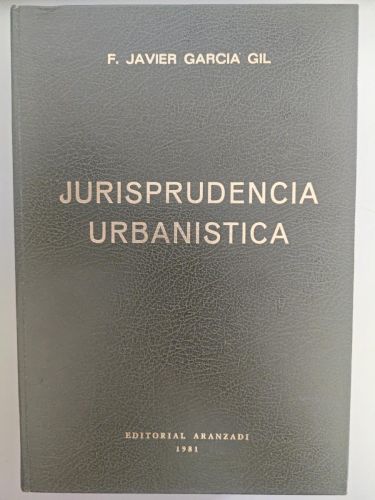 F. JAVIER GARCIA GIL
JURISPRUDENCIA
URBANISTICA
EDITORIAL ARANZADI
1981